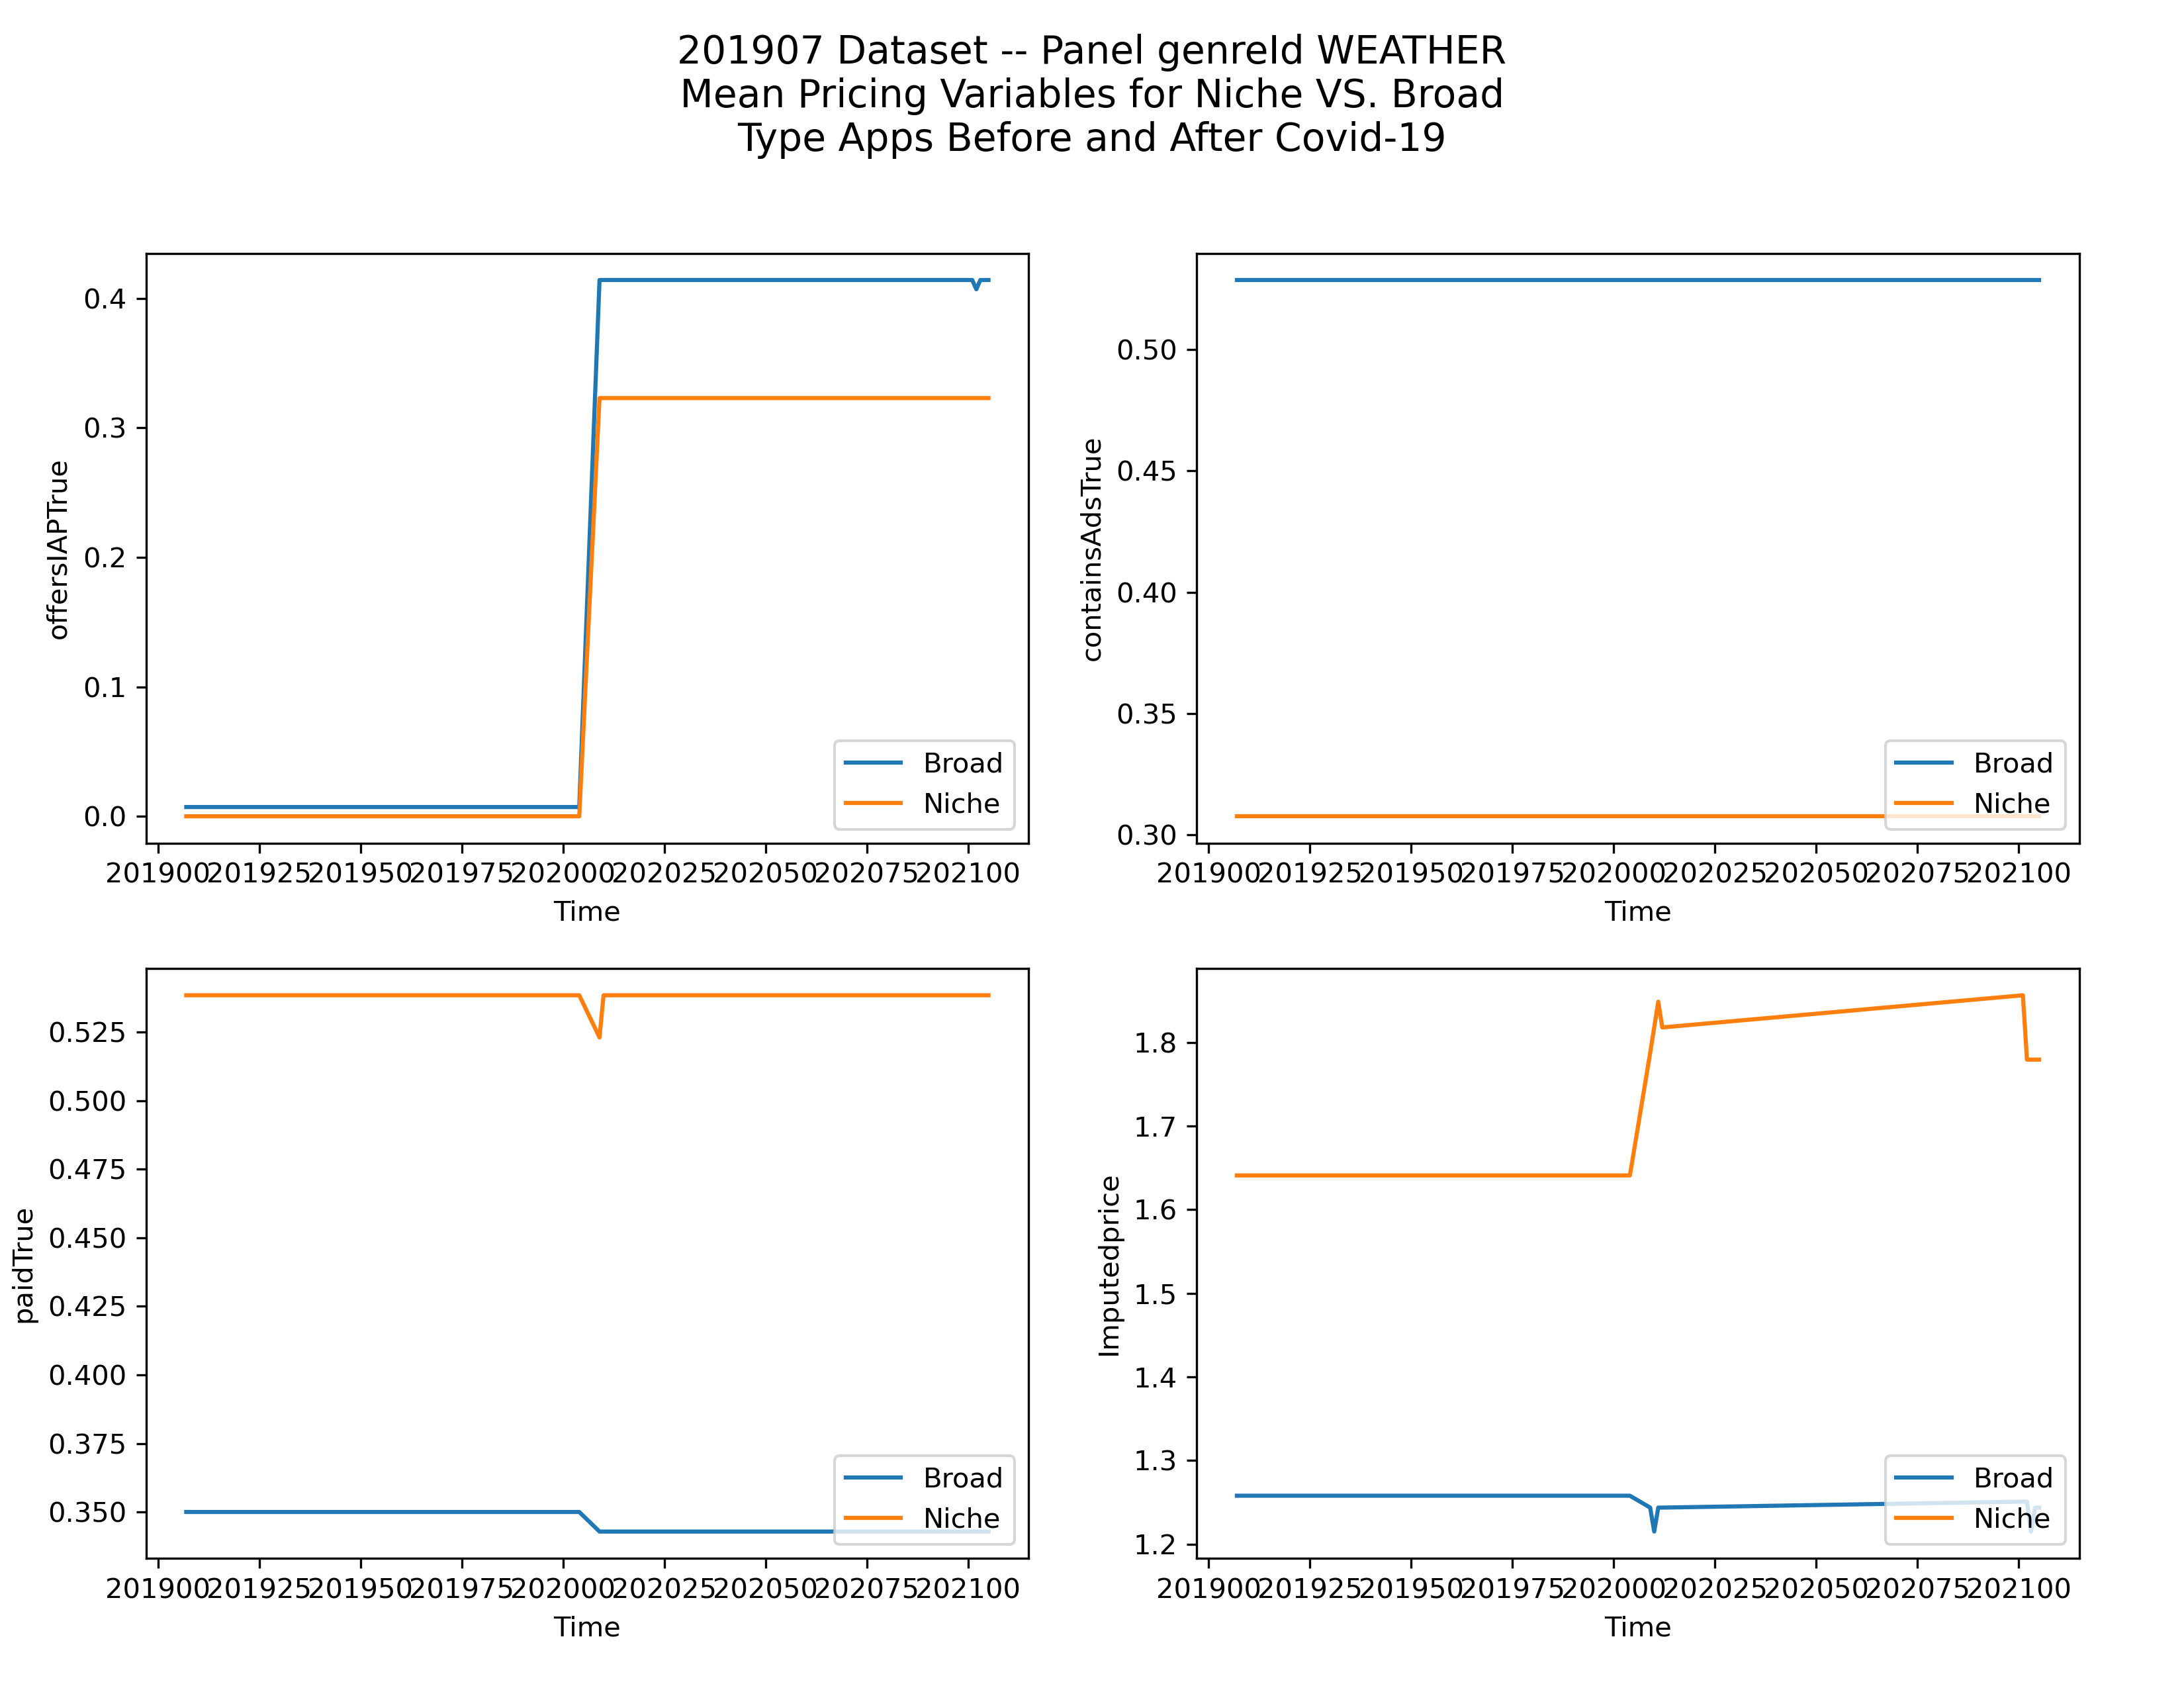 201907 Dataset -- Panel genreId WEATHER
Mean Pricing Variables for Niche VS. Broad
Type Apps Before and After Covid-19
offersIAPTrue
0.4
0.3
0.2
0.1
0.0
Broad
Niche
201900 201925 201950 201975 202000 202025 202050 202075 202100
Time
containsAdsTrue
0.50
0.45
0.40
0.35
0.30
Broad
Niche
201900 201925 201950 201975 202000 202025 202050 202075 202100
Time
paidTrue
0.525
0.500
0.475
0.450
0.425
0.400
0.375
0.350
Broad
Niche
201900 201925 201950 201975 202000 202025 202050 202075 202100
Time
Imputedprice
1.8
1.7
1.6
1.5
1.4
1.3
1.2
Broad
Niche
201900 201925 201950 201975 202000 202025 202050 202075 202100
Time